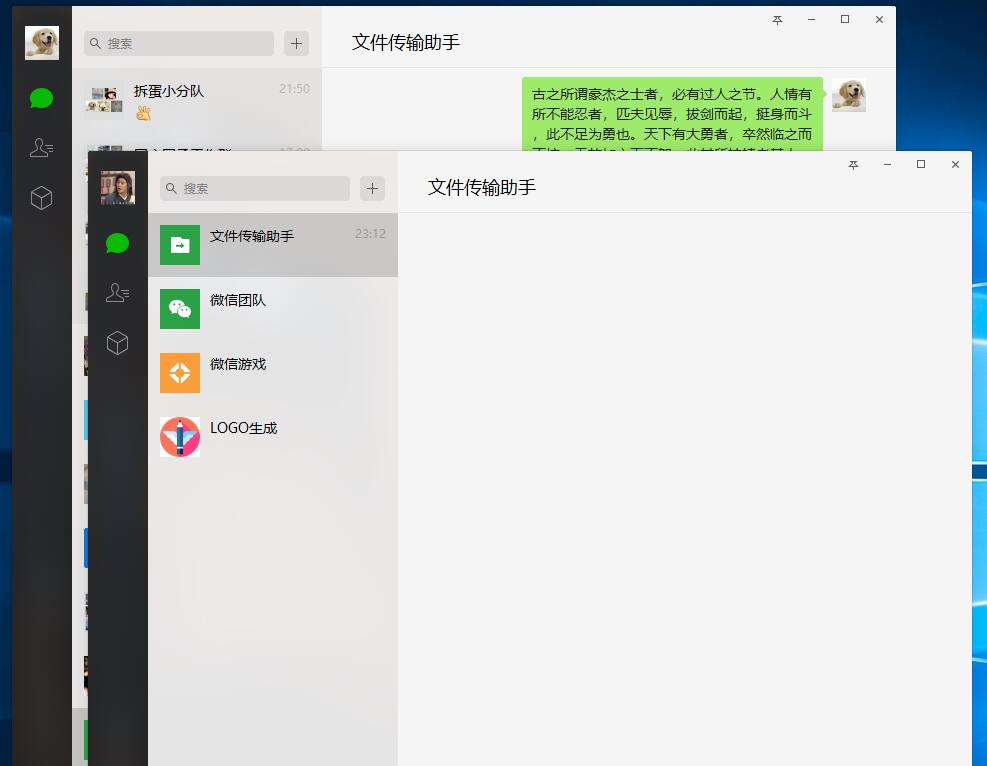 搜索
文件传输助手
拆蛋小分队
21:50
古之所谓豪杰之士者，必有过人之节。人情有
所不能忍者，匹夫见辱，拔剑而起，挺身而斗
，此不足为勇也。天下有大勇者，卒然临之而
搜索
文件传输助手
文件传输助手
23:12
微信团队
微信游戏
LOGO生成